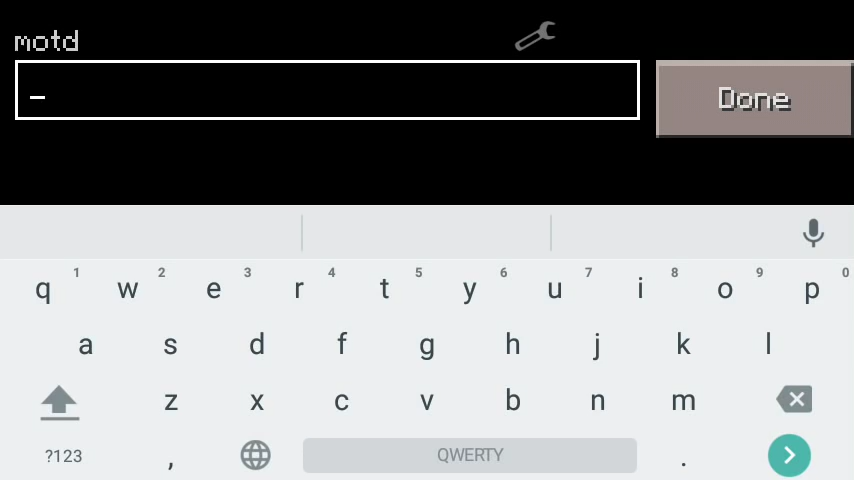 motd
_
Done
q 1 w 2 e 3 r 4 t 5 y 6 u 7 i 8 o 9 p 0
a s d f g h j k l
z x c v b n m
?123 , QWERTY .